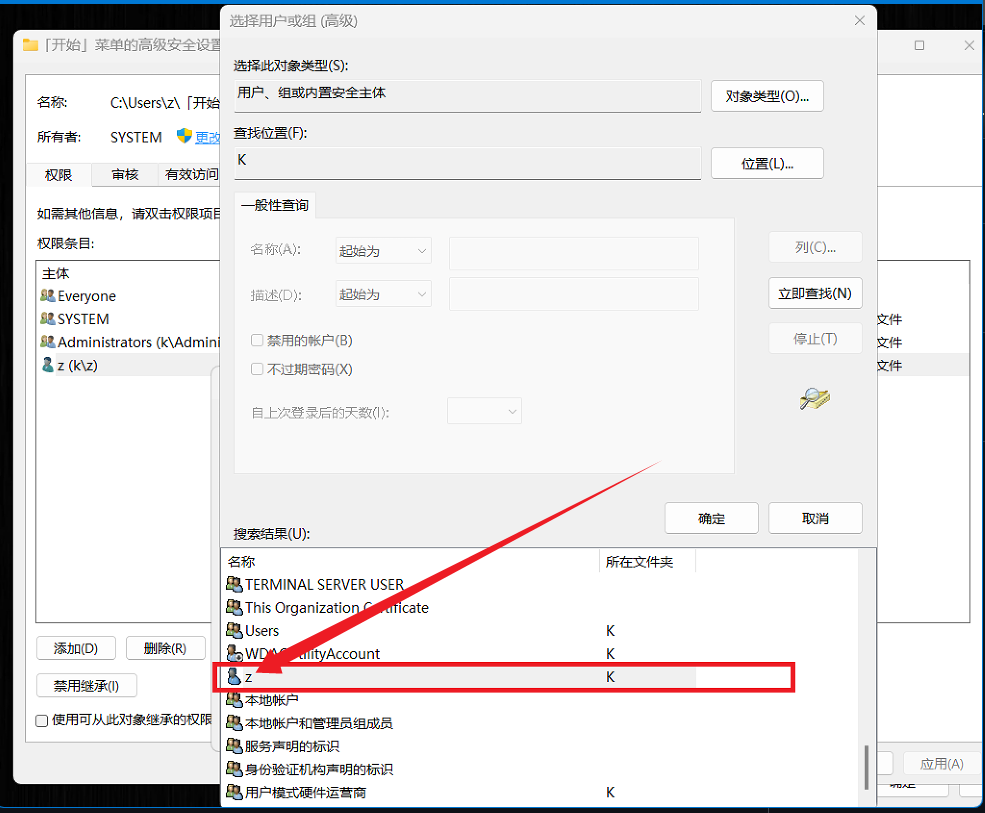 选择用户或组 (高级)
「开始」菜单的高级安全设置
选择此对象类型(S):
用户、组或内置安全主体
对象类型(O)...
名称:
C:\Users\z\「开始
查找位置(F):
所有者:
SYSTEM
更改
K
位置(L)...
权限
审核
有效访问
一般性查询
如需其他信息，请双击权限项目
权限条目:
名称(A):
起始为
列(C)...
主体
描述(D):
起始为
立即查找(N)
Everyone
SYSTEM
文件
Administrators (k\Admini
禁用的帐户(B)
停止(T)
文件
z (k\z)
不过期密码(X)
文件
自上次登录后的天数(I):
确定
取消
搜索结果(U):
名称
所在文件夹
TERMINAL SERVER USER
This Organization Certificate
Users
K
添加(D)
删除(R)
K
z
K
禁用继承(I)
本地帐户
使用可从此对象继承的权限
本地帐户和管理员组成员
服务声明的标识
身份验证机构声明的标识
应用(A)
用户模式硬件运营商
K